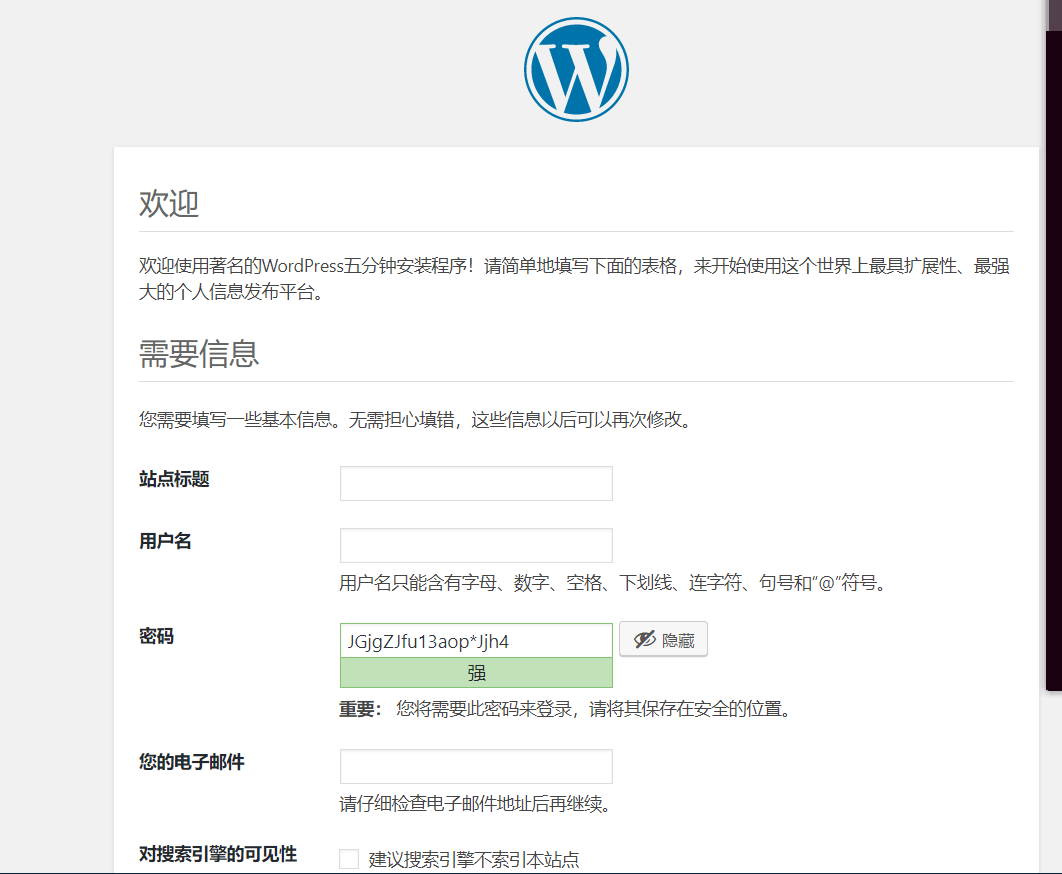 欢迎
欢迎使用著名的WordPress五分钟安装程序！请简单地填写下面的表格，来开始使用这个世界上最具扩展性、最强
大的个人信息发布平台。
需要信息
您需要填写一些基本信息。无需担心填错，这些信息以后可以再次修改。
站点标题
用户名
用户名只能含有字母、数字、空格、下划线、连字符、句号和“@”符号。
密码
JGjgZJfu13aop*Jjh4
隐藏
强
重要： 您将需要此密码来登录，请将其保存在安全的位置。
您的电子邮件
请仔细检查电子邮件地址后再继续。
对搜索引擎的可见性
建议搜索引擎不索引本站点